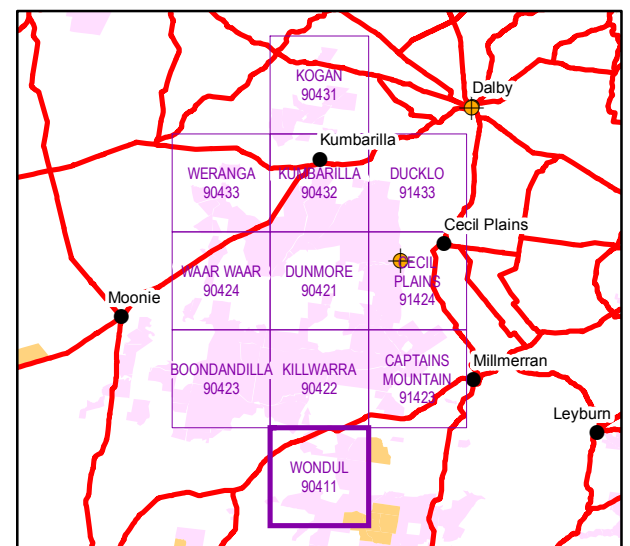 KOGAN
90431
Dalby
Kumbarilla
WERANGA
90433
KUMBARILLA
90432
DUCKLO
91433
Cecil Plains
WAAR WAAR
90424
DUNMORE
90421
CECIL
PLAINS
91424
Moonie
BOONDANDILLA
90423
KILLWARRA
90422
CAPTAINS
MOUNTAIN
91423
Millmerran
Leyburn
WONDUL
90411